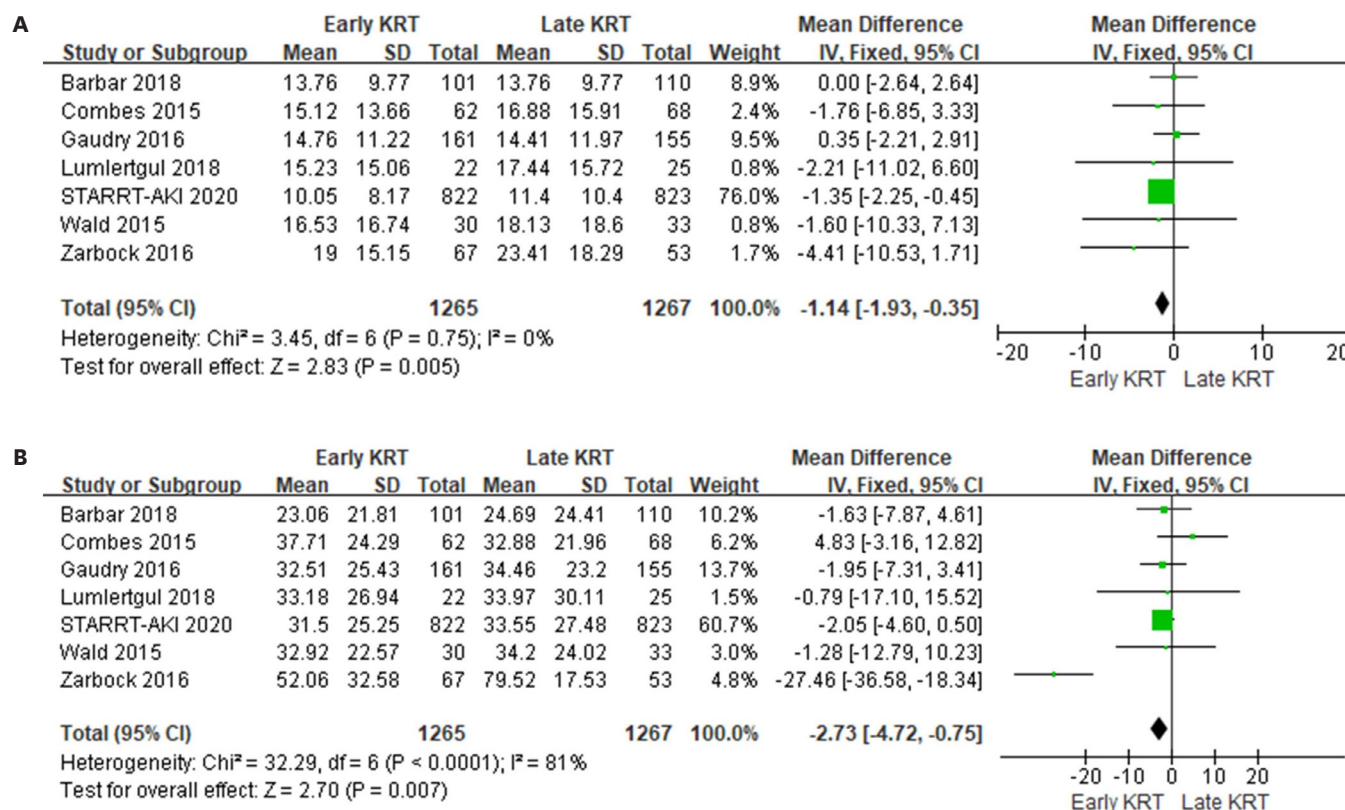 A
Early KRT Late KRT Mean Difference Mean Difference
Study or Subgroup Mean SD Total Mean SD Total Weight IV, Fixed, 95% CI IV, Fixed, 95% CI
Barbar 2018 13.76 9.77 101 13.76 9.77 110 8.9% 0.00 [-2.64, 2.64]
Combes 2015 15.12 13.66 62 16.88 15.91 68 2.4% -1.76 [-6.85, 3.33]
Gaudry 2016 14.76 11.22 161 14.41 11.97 155 9.5% 0.35 [-2.21, 2.91]
Lumlertgul 2018 15.23 15.06 22 17.44 15.72 25 0.8% -2.21 [-11.02, 6.60]
STARRT-AKI 2020 10.05 8.17 822 11.4 10.4 823 76.0% -1.35 [-2.25, -0.45]
Wald 2015 16.53 16.74 30 18.13 18.6 33 0.8% -1.60 [-10.33, 7.13]
Zarbock 2016 19 15.15 67 23.41 18.29 53 1.7% -4.41 [-10.53, 1.71]
Total (95% CI) 1265 1267 100.0% -1.14 [-1.93, -0.35]
Heterogeneity: Chi² = 3.45, df = 6 (P = 0.75); I² = 0%
Test for overall effect: Z = 2.83 (P = 0.005)
-20 -10 0 10 20
Early KRT Late KRT
B
Early KRT Late KRT Mean Difference Mean Difference
Study or Subgroup Mean SD Total Mean SD Total Weight IV, Fixed, 95% CI IV, Fixed, 95% CI
Barbar 2018 23.06 21.81 101 24.69 24.41 110 10.2% -1.63 [-7.87, 4.61]
Combes 2015 37.71 24.29 62 32.88 21.96 68 6.2% 4.83 [-3.16, 12.82]
Gaudry 2016 32.51 25.43 161 34.46 23.2 155 13.7% -1.95 [-7.31, 3.41]
Lumlertgul 2018 33.18 26.94 22 33.97 30.11 25 1.5% -0.79 [-17.10, 15.52]
STARRT-AKI 2020 31.5 25.25 822 33.55 27.48 823 60.7% -2.05 [-4.60, 0.50]
Wald 2015 32.92 22.57 30 34.2 24.02 33 3.0% -1.28 [-12.79, 10.23]
Zarbock 2016 52.06 32.58 67 79.52 17.53 53 4.8% -27.46 [-36.58, -18.34]
Total (95% CI) 1265 1267 100.0% -2.73 [-4.72, -0.75]
Heterogeneity: Chi² = 32.29, df = 6 (P < 0.0001); I² = 81%
Test for overall effect: Z = 2.70 (P = 0.007)
-20 -10 0 10 20
Early KRT Late KRT